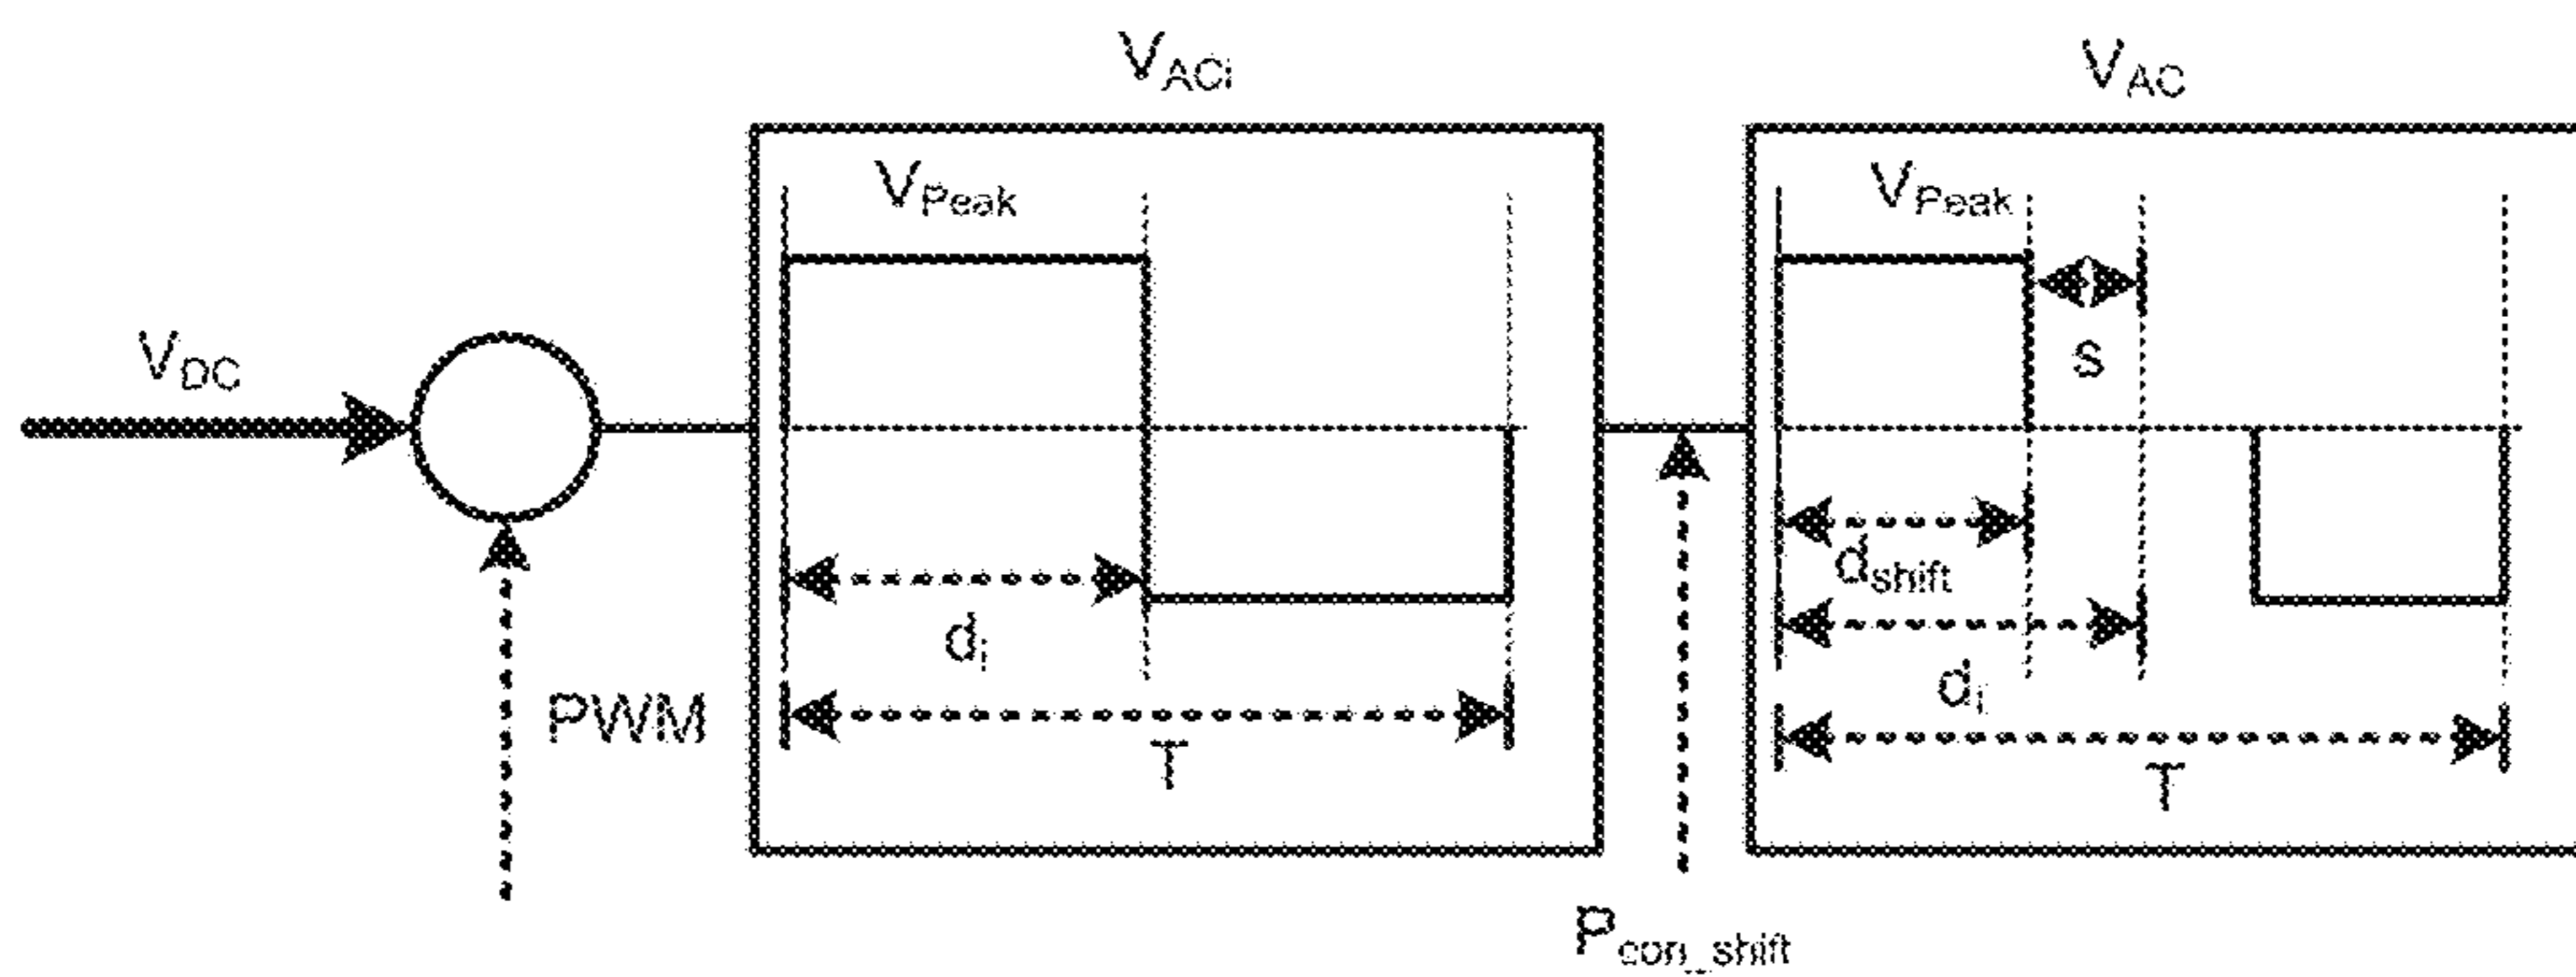 V_ACi
V_AC
V_Peak
V_Peak
V_DC
S
d_shift
d_i
d_i
PWM
T
T
P_con_shift